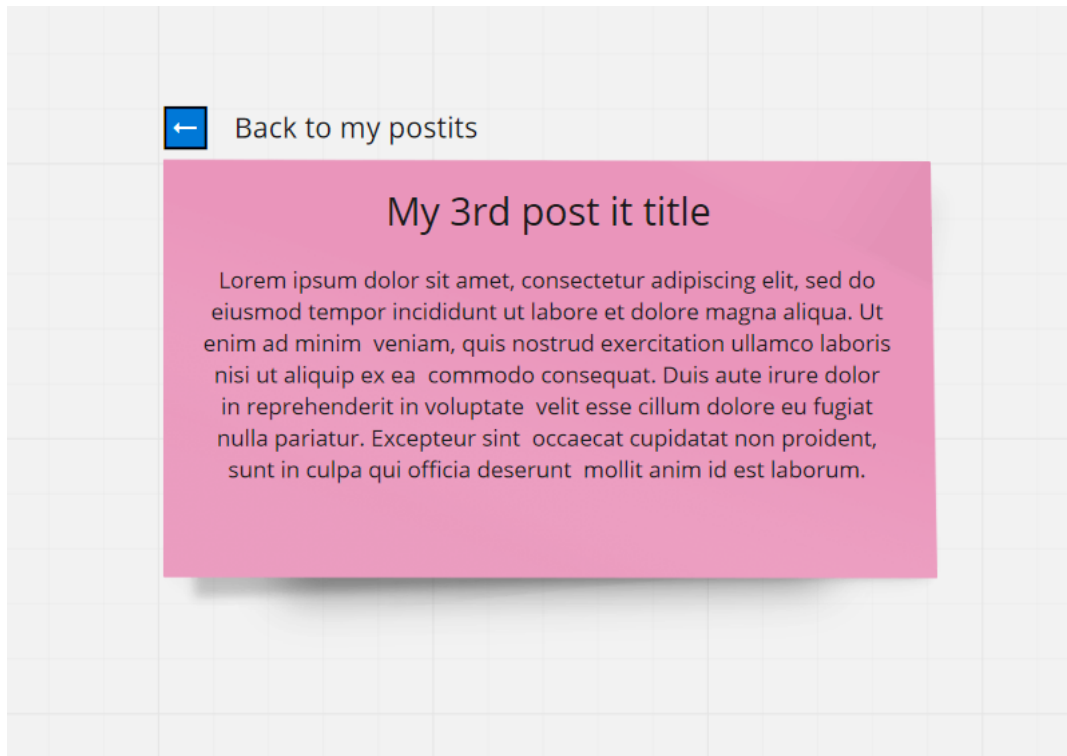 Back to my postits
My 3rd post it title
Lorem ipsum dolor sit amet, consectetur adipiscing elit, sed do
eiusmod tempor incididunt ut labore et dolore magna aliqua. Ut
enim ad minim  veniam, quis nostrud exercitation ullamco laboris
nisi ut aliquip ex ea  commodo consequat. Duis aute irure dolor
in reprehenderit in voluptate  velit esse cillum dolore eu fugiat
nulla pariatur. Excepteur sint  occaecat cupidatat non proident,
sunt in culpa qui officia deserunt  mollit anim id est laborum.